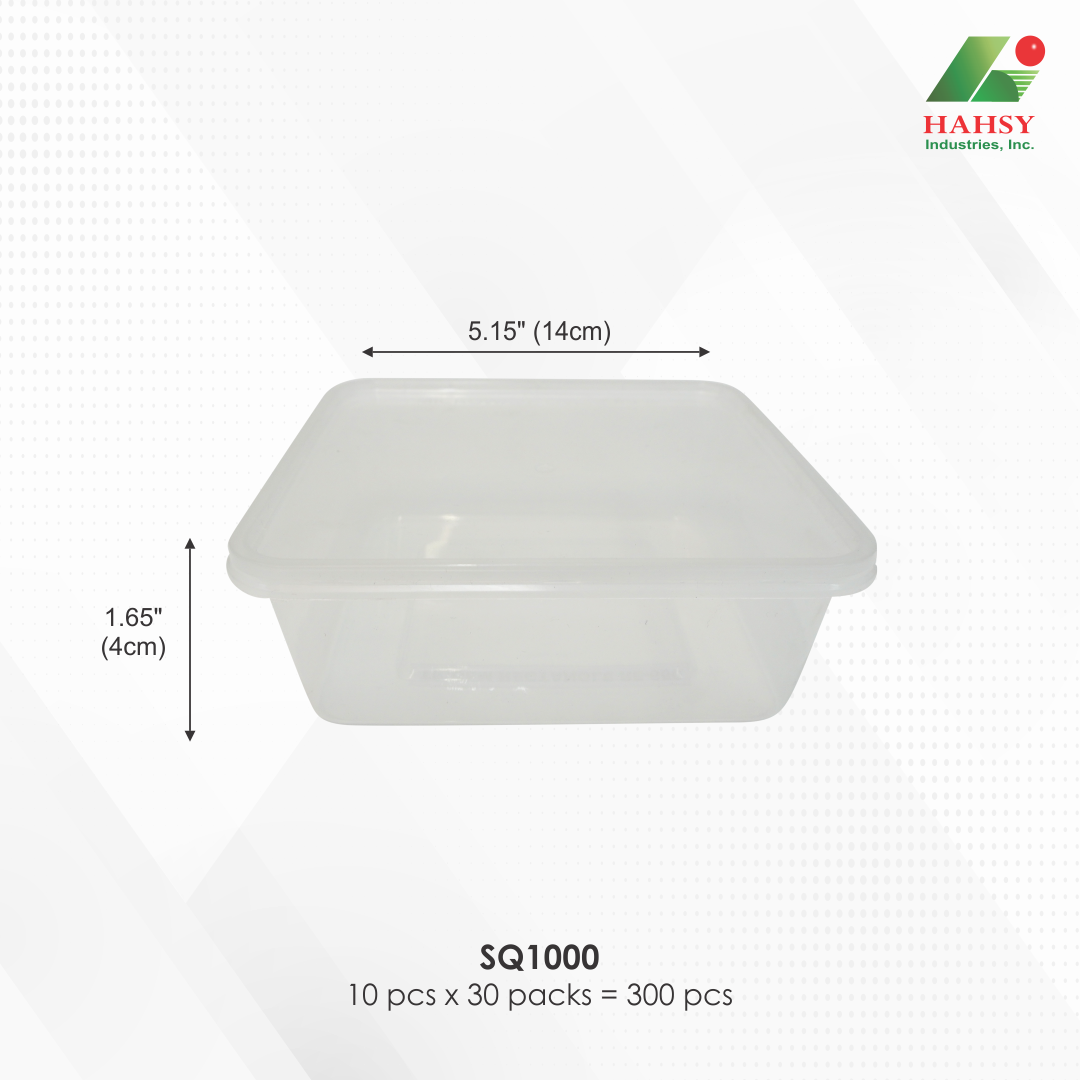 HAHSY
Industries, Inc.
5.15" (14cm)
1.65"
(4cm)
SQ1000
10 pcs x 30 packs = 300 pcs